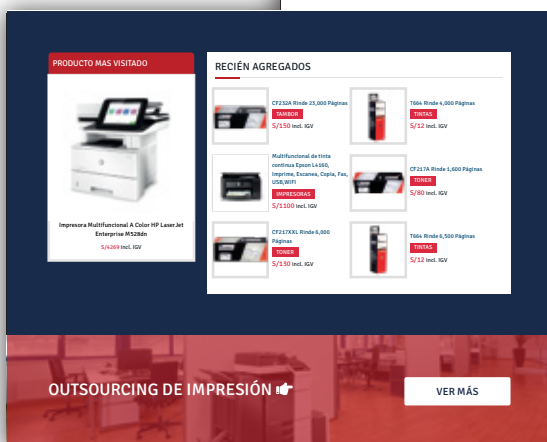 PRODUCTO MAS VISITADO
Impresora Multifuncional A Color HP LaserJet
Enterprise M528dn
S/4269 incl. IGV
RECIÉN AGREGADOS
CF232A Rinde 23,000 Páginas
TAMBOR
S/150 incl. IGV
T664 Rinde 4,000 Páginas
TINTAS
S/12 incl. IGV
Multifuncional de tinta
continua Epson L4160,
Imprime, Escanea, Copia, Fax,
USB,WIFI
IMPRESORAS
S/1100 incl. IGV
CF217A Rinde 1,600 Páginas
TONER
S/80 incl. IGV
CF217XXL Rinde 6,000
Páginas
TONER
S/130 incl. IGV
T664 Rinde 6,500 Páginas
TINTAS
S/12 incl. IGV
OUTSOURCING DE IMPRESIÓN
VER MÁS